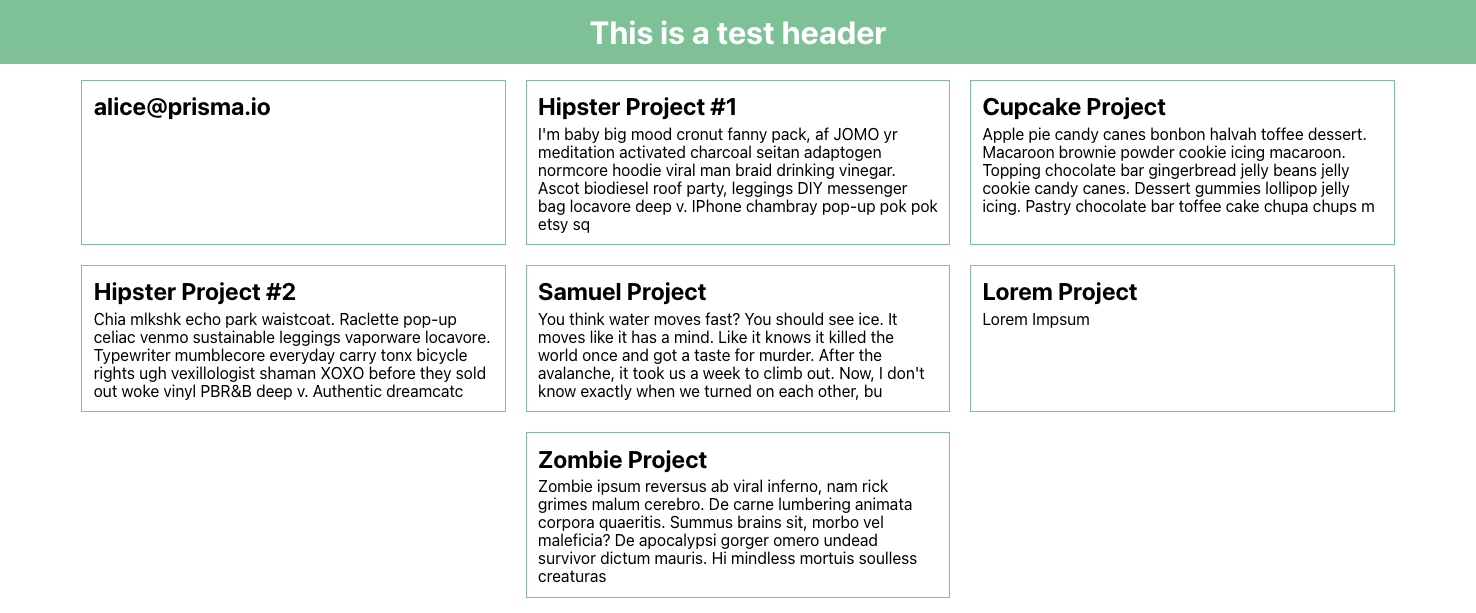 This is a test header
alice@prisma.io
Hipster Project #1
I'm baby big mood cronut fanny pack, af JOMO yr
meditation activated charcoal seitan adaptogen
normcore hoodie viral man braid drinking vinegar.
Ascot biodiesel roof party, leggings DIY messenger
bag locavore deep v. IPhone chambray pop-up pok pok
etsy sq
Cupcake Project
Apple pie candy canes bonbon halvah toffee dessert.
Macaroon brownie powder cookie icing macaroon.
Topping chocolate bar gingerbread jelly beans jelly
cookie candy canes. Dessert gummies lollipop jelly
icing. Pastry chocolate bar toffee cake chupa chups m
Hipster Project #2
Chia mlkshk echo park waistcoat. Raclette pop-up
celiac venmo sustainable leggings vaporware locavore.
Typewriter mumblecore everyday carry tonx bicycle
rights ugh vexillologist shaman XOXO before they sold
out woke vinyl PBR&B deep v. Authentic dreamcatc
Samuel Project
You think water moves fast? You should see ice. It
moves like it has a mind. Like it knows it killed the
world once and got a taste for murder. After the
avalanche, it took us a week to climb out. Now, I don't
know exactly when we turned on each other, bu
Lorem Project
Lorem Impsum
Zombie Project
Zombie ipsum reversus ab viral inferno, nam rick
grimes malum cerebro. De carne lumbering animata
corpora quaeritis. Summus brains sit, morbo vel
maleficia? De apocalypsi gorger omero undead
survivor dictum mauris. Hi mindless mortuis soulless
creaturas